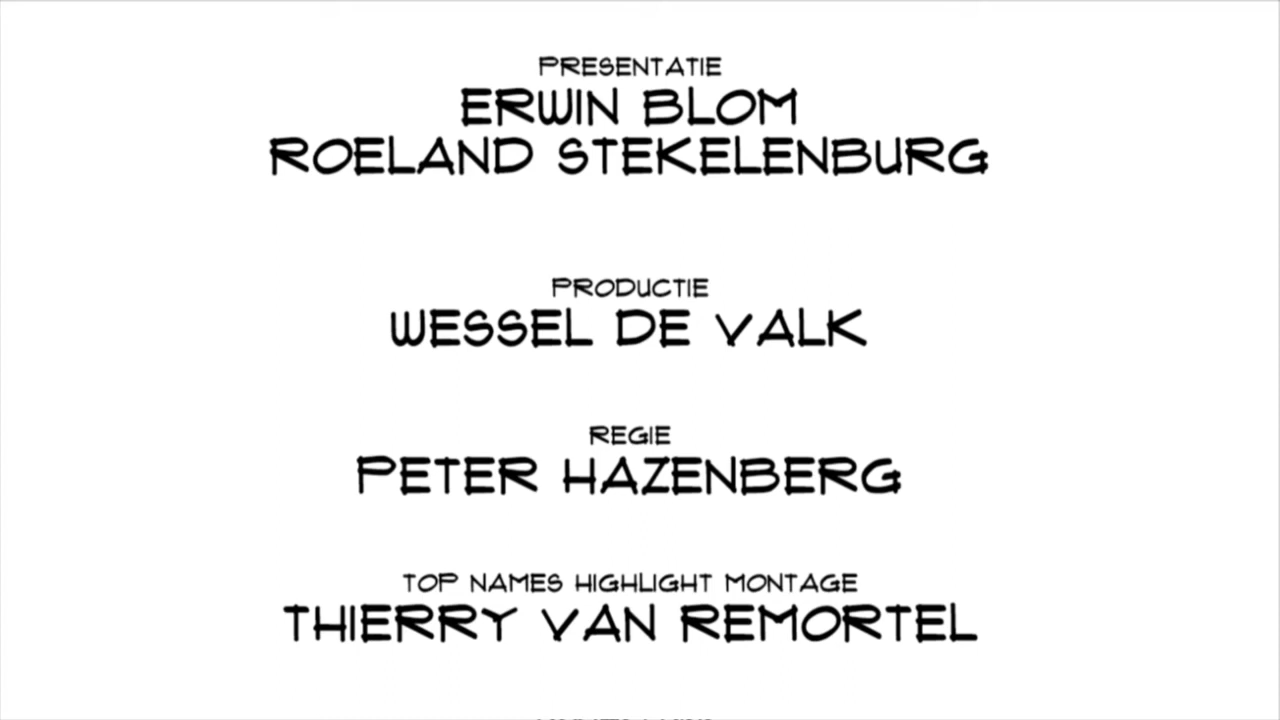 PRESENTATIE
ERWIN BLOM
ROELAND STEKELENBURG
PRODUCTIE
WESSEL DE VALK
REGIE
PETER HAZENBERG
TOP NAMES HIGHLIGHT MONTAGE
THIERRY VAN REMORTEL